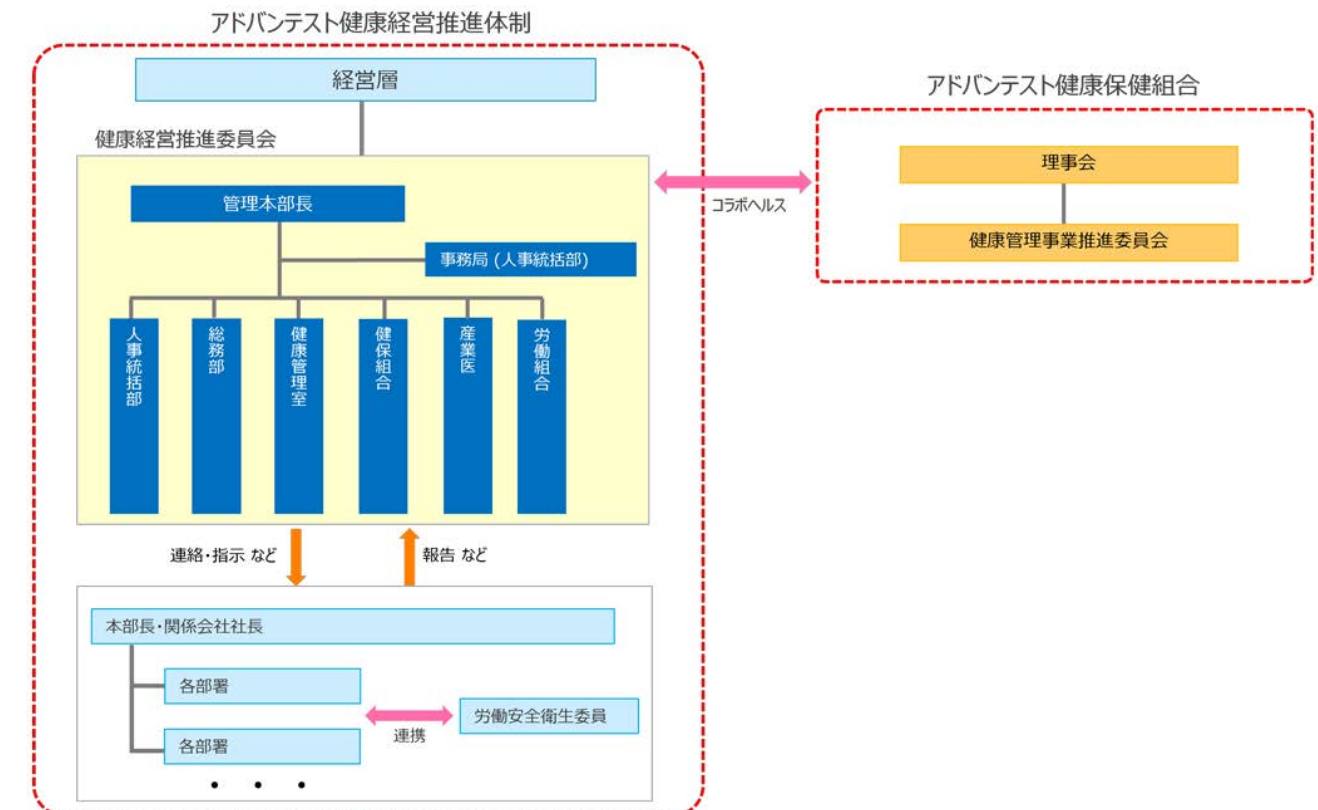 アドバンテスト健康経営推進体制
経営層
健康経営推進委員会
管理本部長
事務局 (人事統括部)
人事統括部
総務部
健康管理室
健保組合
産業医
労働組合
連絡・指示 など
報告 など
本部長・関係会社社長
各部署
各部署
・ ・ ・
連携
労働安全衛生委員
コラボヘルス
アドバンテスト健康保健組合
理事会
健康管理事業推進委員会